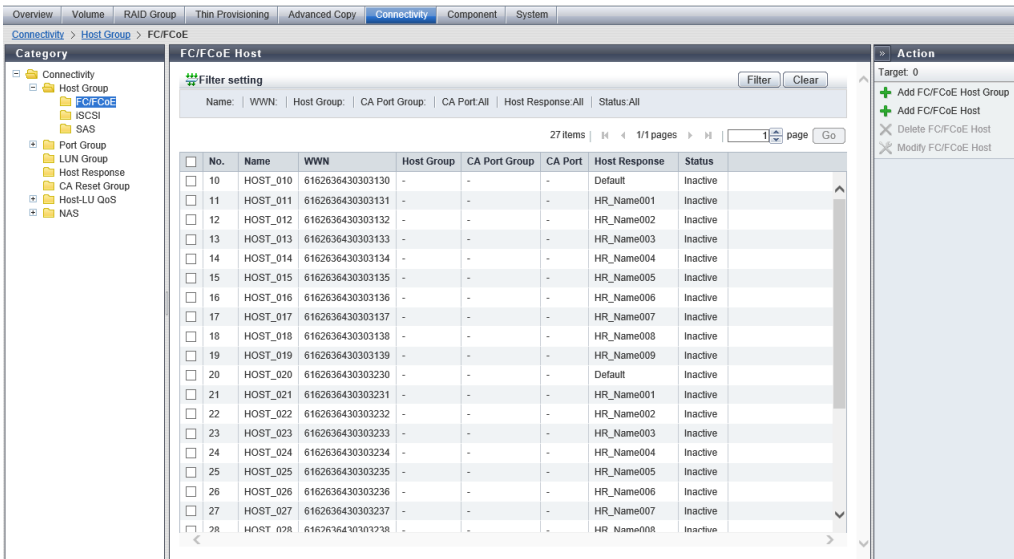 Overview Volume RAID Group Thin Provisioning Advanced Copy Connectivity Component System
Connectivity > Host Group > FC/FCoE
Category
Connectivity
Host Group
FC/FCoE
iSCSI
SAS
Port Group
LUN Group
Host Response
CA Reset Group
Host-LU QoS
NAS
FC/FCoE Host
Filter setting
Filter Clear
Name: WWN: Host Group: CA Port Group: CA Port:All Host Response:All Status:All
27 items 1/1 pages 1 page Go
No. Name WWN Host Group CA Port Group CA Port Host Response Status
10 HOST_010 6162636430303130 - - - Default Inactive
11 HOST_011 6162636430303131 - - - HR_Name001 Inactive
12 HOST_012 6162636430303132 - - - HR_Name002 Inactive
13 HOST_013 6162636430303133 - - - HR_Name003 Inactive
14 HOST_014 6162636430303134 - - - HR_Name004 Inactive
15 HOST_015 6162636430303135 - - - HR_Name005 Inactive
16 HOST_016 6162636430303136 - - - HR_Name006 Inactive
17 HOST_017 6162636430303137 - - - HR_Name007 Inactive
18 HOST_018 6162636430303138 - - - HR_Name008 Inactive
19 HOST_019 6162636430303139 - - - HR_Name009 Inactive
20 HOST_020 6162636430303230 - - - Default Inactive
21 HOST_021 6162636430303231 - - - HR_Name001 Inactive
22 HOST_022 6162636430303232 - - - HR_Name002 Inactive
23 HOST_023 6162636430303233 - - - HR_Name003 Inactive
24 HOST_024 6162636430303234 - - - HR_Name004 Inactive
25 HOST_025 6162636430303235 - - - HR_Name005 Inactive
26 HOST_026 6162636430303236 - - - HR_Name006 Inactive
27 HOST_027 6162636430303237 - - - HR_Name007 Inactive
28 HOST_028 6162636430303238 - - - HR_Name008 Inactive
» Action
Target: 0
Add FC/FCoE Host Group
Add FC/FCoE Host
Delete FC/FCoE Host
Modify FC/FCoE Host